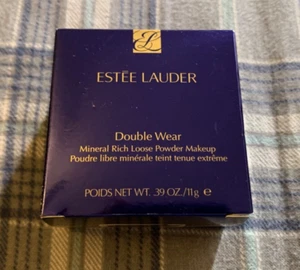 ESTĒE LAUDER
Double Wear
Mineral Rich Loose Powder Makeup
Poudre libre minérale teint tenue extrême
POIDS NET WT. .39 OZ./11g ℮